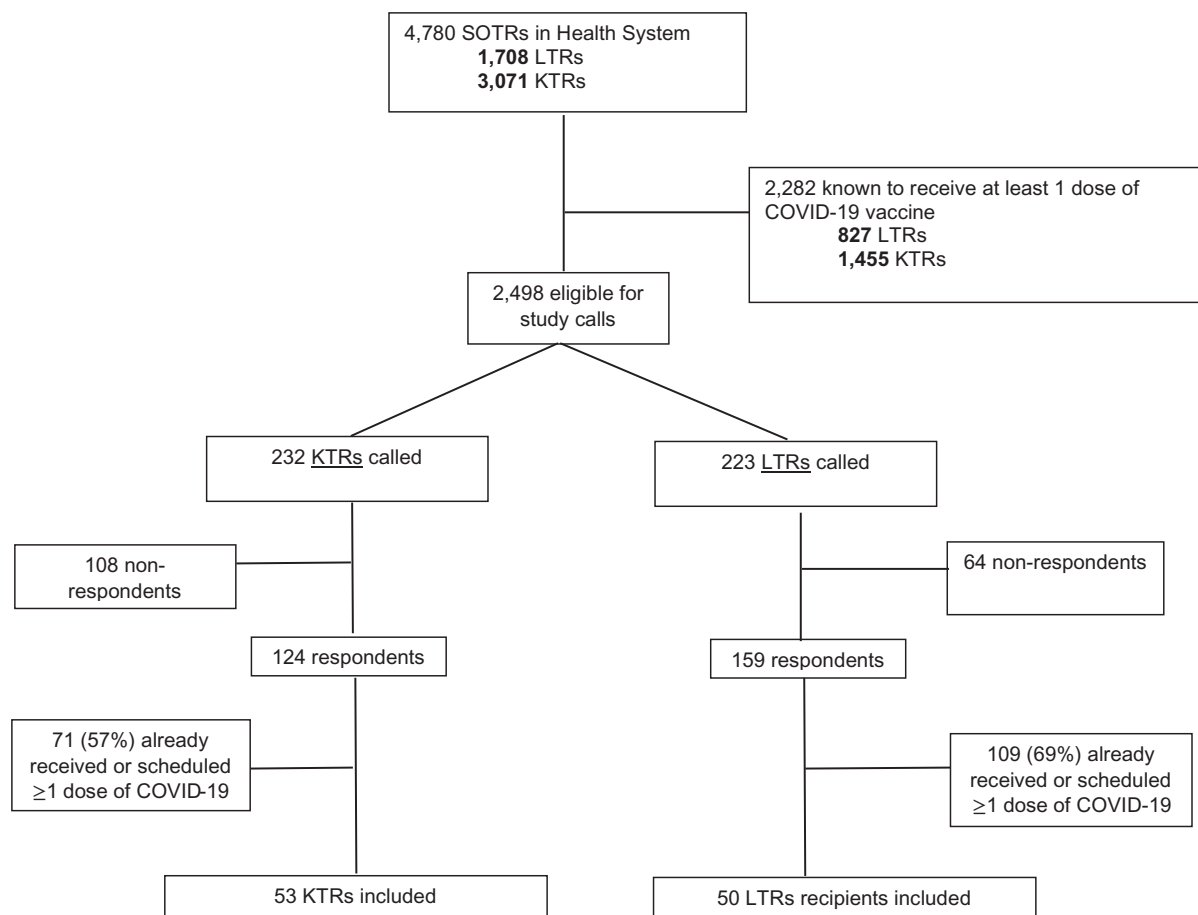 4,780 SOTRs in Health System
1,708 LTRs
3,071 KTRs
2,282 known to receive at least 1 dose of
COVID-19 vaccine
827 LTRs
1,455 KTRs
2,498 eligible for
study calls
232 KTRs called
223 LTRs called
108 non-
respondents
64 non-respondents
124 respondents
159 respondents
71 (57%) already
received or scheduled
≥1 dose of COVID-19
109 (69%) already
received or scheduled
≥1 dose of COVID-19
53 KTRs included
50 LTRs recipients included